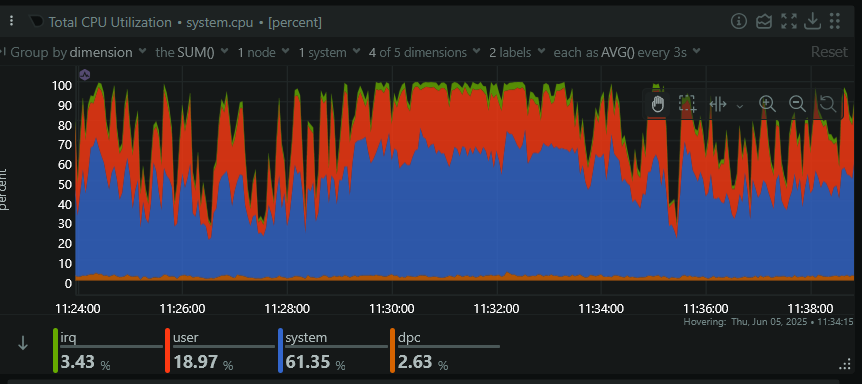 Total CPU Utilization • system.cpu • [percent]
Group by dimension the SUM() 1 node 1 system 4 of 5 dimensions 2 labels each as AVG() every 3s Reset
100
90
80
70
60
50
40
30
20
10
0
percent
11:24:00 11:26:00 11:28:00 11:30:00 11:32:00 11:34:00 11:36:00 11:38:00
Hovering: Thu, Jun 05, 2025 • 11:34:15
irq user system dpc
3.43 % 18.97 % 61.35 % 2.63 %